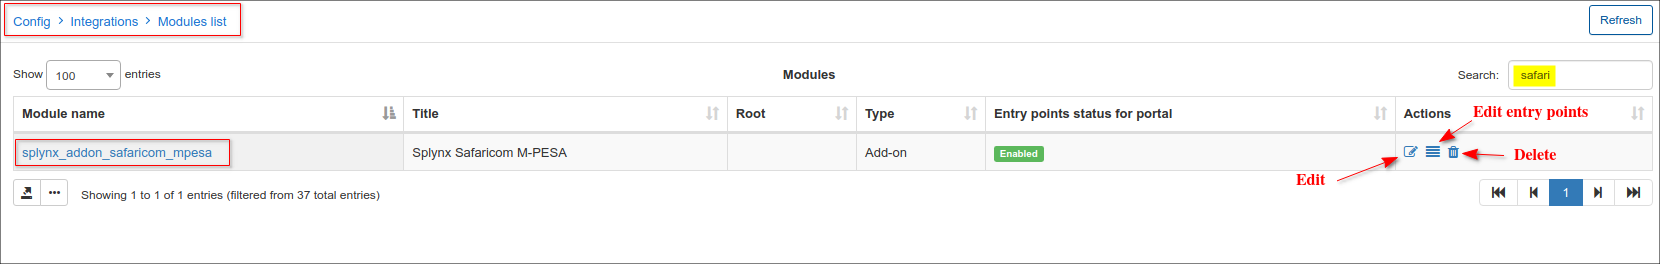 Config > Integrations > Modules list
Refresh
Show 100 entries
Modules
Search: safari
Module name Title Root Type Entry points status for portal Actions
Edit entry points
splynx_addon_safaricom_mpesa Splynx Safaricom M-PESA Add-on Enabled
Delete
Edit
Showing 1 to 1 of 1 entries (filtered from 37 total entries)
1